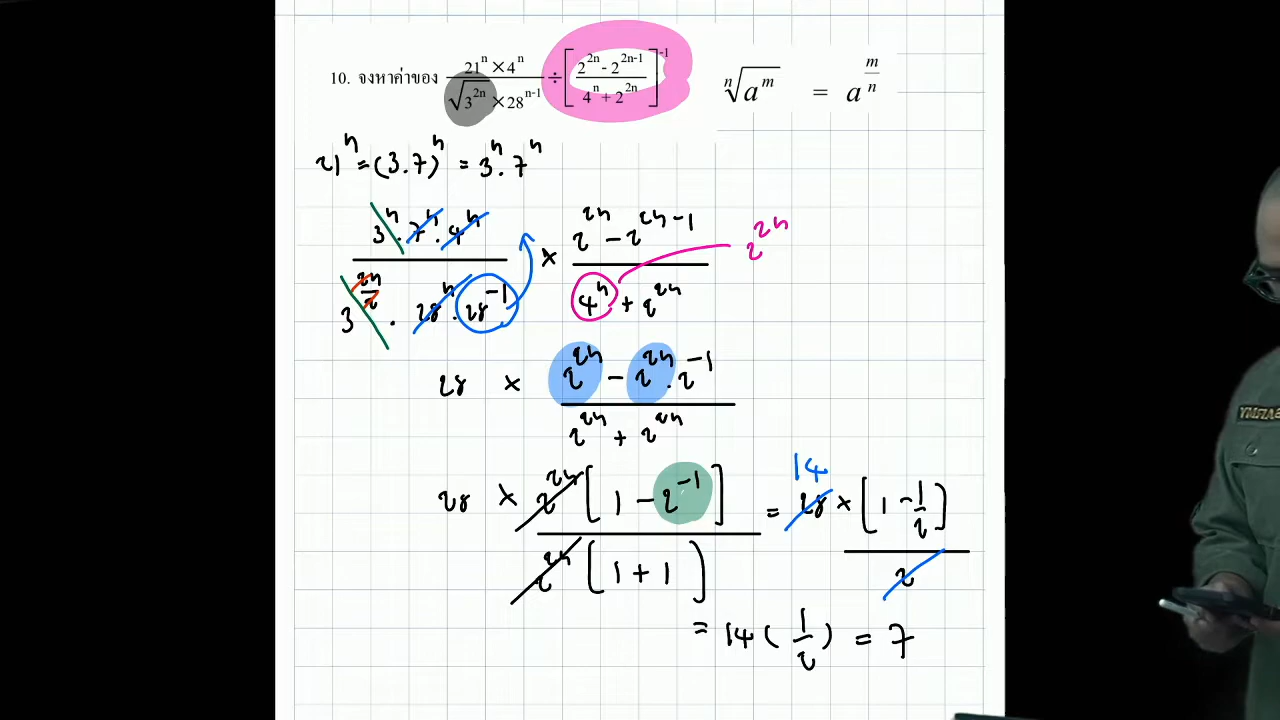 10. จงหาค่าของ (21^n × 4^n) / (√(3^(2n)) × 28^(n-1)) ÷ [(2^(2n) - 2^(2n-1)) / (4^n + 2^(2n))]^-1
ⁿ√(a^m) = a^(m/n)
21^n = (3.7)^n = 3^n . 7^n
(3^n . 7^n . 4^n) / (3^(2n/2) . 28^n . 28^-1) × (2^(2n) - 2^(2n-1)) / (4^n + 2^(2n))
2^(2n)
28 × (2^(2n) - 2^(2n) . 2^-1) / (2^(2n) + 2^(2n))
14
28 × (2^(2n) [1 - 2^-1]) / (2^(2n) [1 + 1]) = 28 × [1 - 1/2] / 2
= 14 (1/2) = 7